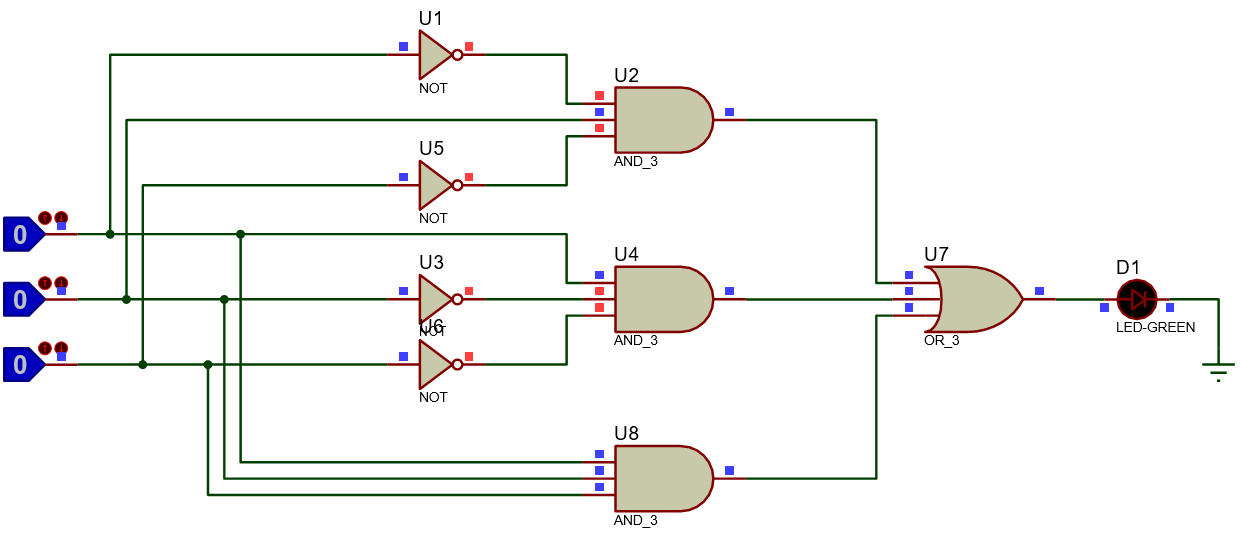 U1
NOT
U2
AND_3
U5
NOT
0
U4
AND_3
U3
NOT
0
U7
OR_3
D1
LED-GREEN
U6
NOT
0
U8
AND_3